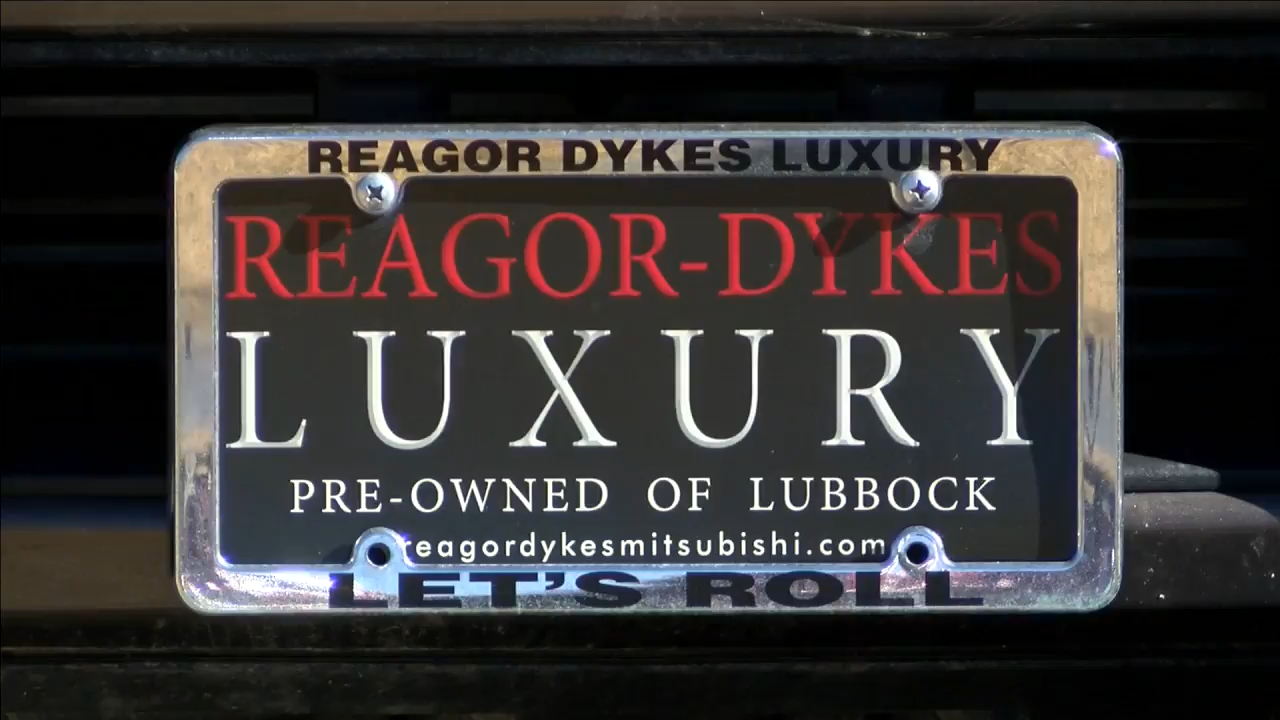 REAGOR DYKES LUXURY
REAGOR-DYKES
LUXURY
PRE-OWNED OF LUBBOCK
reagordykesmitsubishi.com
LET'S ROLL